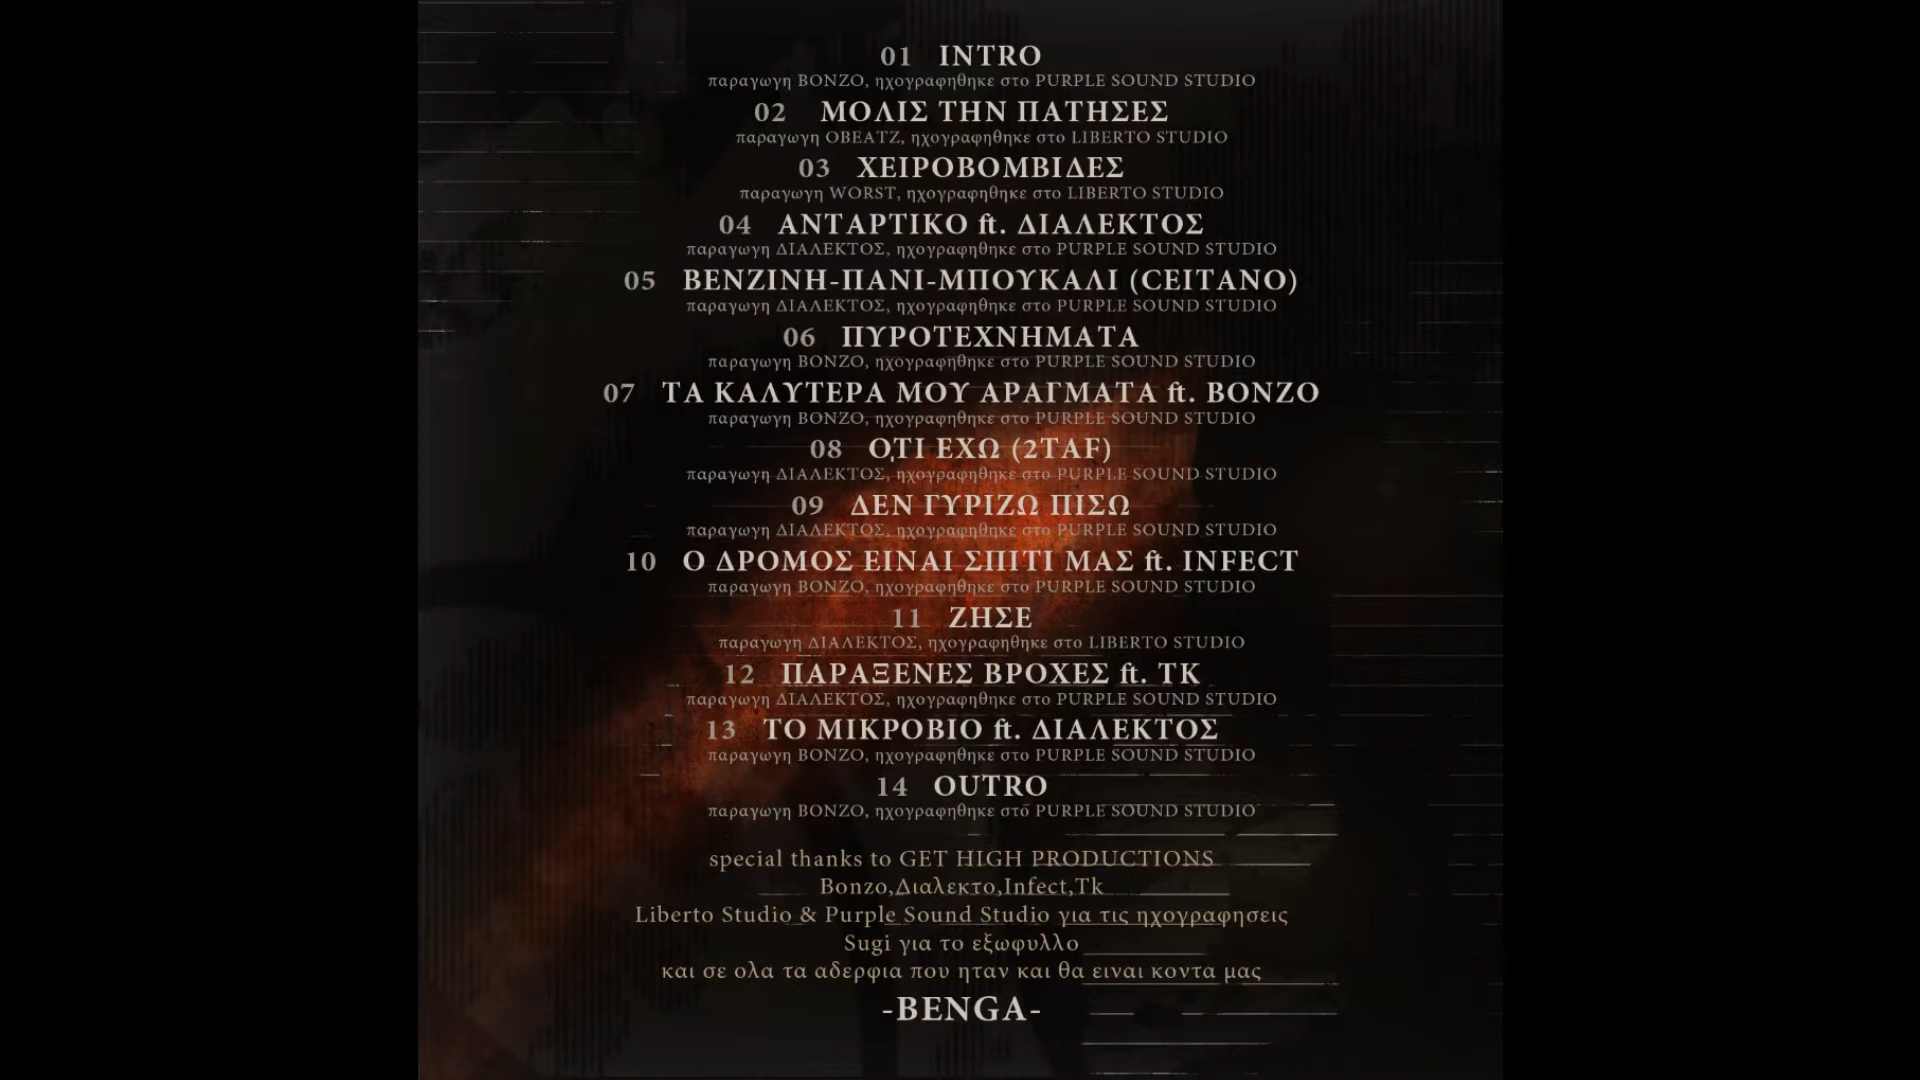 01 INTRO
παραγωγη BONZO, ηχογραφηθηκε στο PURPLE SOUND STUDIO
02 ΜΟΛΙΣ ΤΗΝ ΠΑΤΗΣΕΣ
παραγωγη OBEATZ, ηχογραφηθηκε στο LIBERTO STUDIO
03 ΧΕΙΡΟΒΟΜΒΙΔΕΣ
παραγωγη WORST, ηχογραφηθηκε στο LIBERTO STUDIO
04 ΑΝΤΑΡΤΙΚΟ ft. ΔΙΑΛΕΚΤΟΣ
παραγωγη ΔΙΑΛΕΚΤΟΣ, ηχογραφηθηκε στο PURPLE SOUND STUDIO
05 ΒΕΝΖΙΝΗ-ΠΑΝΙ-ΜΠΟΥΚΑΛΙ (CEITANO)
παραγωγη ΔΙΑΛΕΚΤΟΣ, ηχογραφηθηκε στο PURPLE SOUND STUDIO
06 ΠΥΡΟΤΕΧΝΗΜΑΤΑ
παραγωγη BONZO, ηχογραφηθηκε στο PURPLE SOUND STUDIO
07 ΤΑ ΚΑΛΥΤΕΡΑ ΜΟΥ ΑΡΑΓΜΑΤΑ ft. BONZO
παραγωγη BONZO, ηχογραφηθηκε στο PURPLE SOUND STUDIO
08 Ο,ΤΙ ΕΧΩ (2TAF)
παραγωγη ΔΙΑΛΕΚΤΟΣ, ηχογραφηθηκε στο PURPLE SOUND STUDIO
09 ΔΕΝ ΓΥΡΙΖΩ ΠΙΣΩ
παραγωγη ΔΙΑΛΕΚΤΟΣ, ηχογραφηθηκε στο PURPLE SOUND STUDIO
10 Ο ΔΡΟΜΟΣ ΕΙΝΑΙ ΣΠΙΤΙ ΜΑΣ ft. INFECT
παραγωγη BONZO, ηχογραφηθηκε στο PURPLE SOUND STUDIO
11 ΖΗΣΕ
παραγωγη ΔΙΑΛΕΚΤΟΣ, ηχογραφηθηκε στο LIBERTO STUDIO
12 ΠΑΡΑΞΕΝΕΣ ΒΡΟΧΕΣ ft. TK
παραγωγη ΔΙΑΛΕΚΤΟΣ, ηχογραφηθηκε στο PURPLE SOUND STUDIO
13 ΤΟ ΜΙΚΡΟΒΙΟ ft. ΔΙΑΛΕΚΤΟΣ
παραγωγη BONZO, ηχογραφηθηκε στο PURPLE SOUND STUDIO
14 OUTRO
παραγωγη BONZO, ηχογραφηθηκε στο PURPLE SOUND STUDIO
special thanks to GET HIGH PRODUCTIONS
Bonzo,Διαλεκτο,Infect,Tk
Liberto Studio & Purple Sound Studio για τις ηχογραφησεις
Sugi για το εξωφυλλο
και σε ολα τα αδερφια που ηταν και θα ειναι κοντα μας
-BENGA-